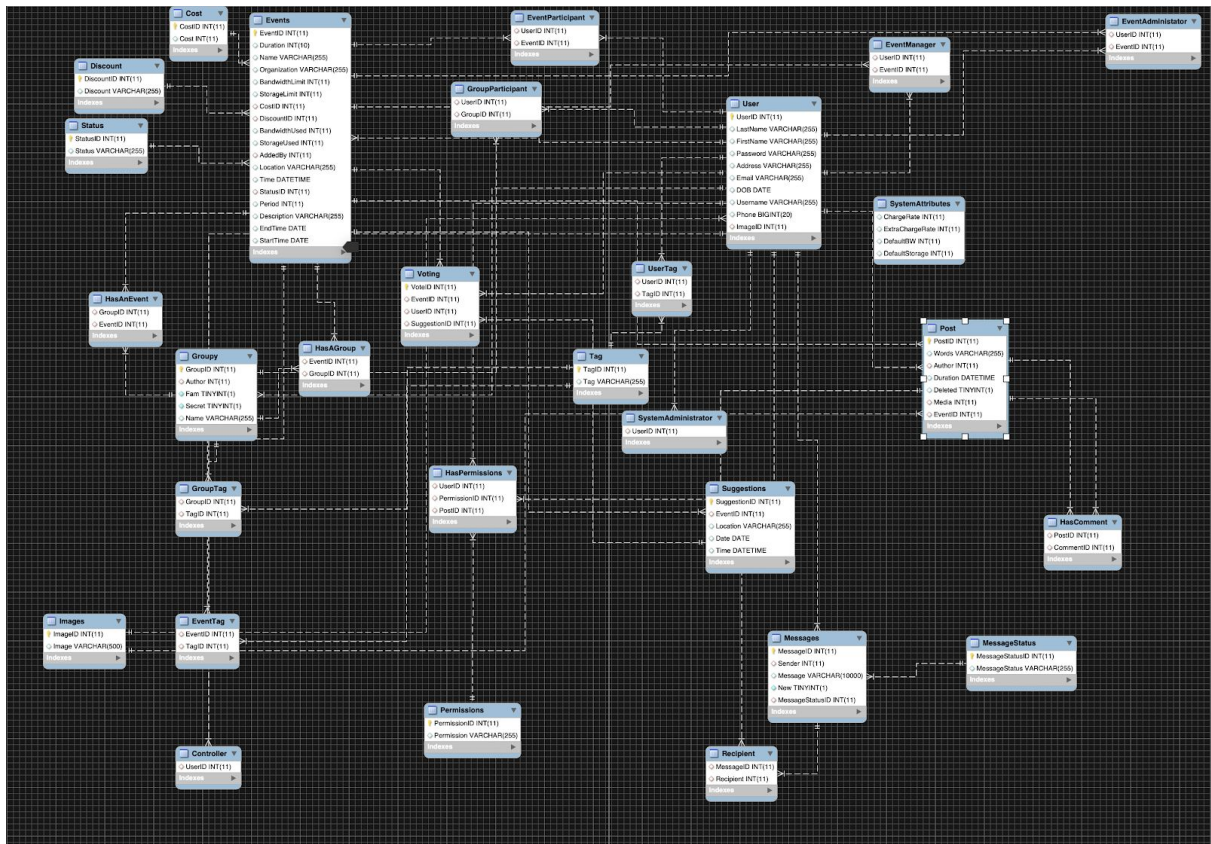 Cost
CostID INT(11)
Cost INT(11)
Indexes
Events
EventID INT(11)
Duration INT(10)
Name VARCHAR(255)
Organization VARCHAR(255)
BandwidthLimit INT(11)
StorageLimit INT(11)
CostID INT(11)
DiscountID INT(11)
BandwidthUsed INT(11)
StorageUsed INT(11)
AddedBy INT(11)
Location VARCHAR(255)
Time DATETIME
StatusID INT(11)
Period INT(11)
Description VARCHAR(255)
EndTime DATE
StartTime DATE
Indexes
EventParticipant
UserID INT(11)
EventID INT(11)
Indexes
EventAdministator
UserID INT(11)
EventID INT(11)
Indexes
EventManager
UserID INT(11)
EventID INT(11)
Indexes
Discount
DiscountID INT(11)
Discount VARCHAR(255)
Indexes
GroupParticipant
UserID INT(11)
GroupID INT(11)
Indexes
User
UserID INT(11)
LastName VARCHAR(255)
FirstName VARCHAR(255)
Password VARCHAR(255)
Address VARCHAR(255)
Email VARCHAR(255)
DOB DATE
Username VARCHAR(255)
Phone BIGINT(20)
ImageID INT(11)
Indexes
Status
StatusID INT(11)
Status VARCHAR(255)
Indexes
SystemAttributes
ChargeRate INT(11)
ExtraChargeRate INT(11)
DefaultBW INT(11)
DefaultStorage INT(11)
UserTag
UserID INT(11)
TagID INT(11)
Indexes
Voting
VoteID INT(11)
EventID INT(11)
UserID INT(11)
SuggestionID INT(11)
Indexes
HasAnEvent
GroupID INT(11)
EventID INT(11)
Indexes
Post
PostID INT(11)
Words VARCHAR(255)
Author INT(11)
Duration DATETIME
Deleted TINYINT(1)
Media INT(11)
EventID INT(11)
Indexes
HasAGroup
EventID INT(11)
GroupID INT(11)
Indexes
Groupy
GroupID INT(11)
Author INT(11)
Fam TINYINT(1)
Secret TINYINT(1)
Name VARCHAR(255)
Indexes
Tag
TagID INT(11)
Tag VARCHAR(255)
Indexes
SystemAdministrator
UserID INT(11)
Indexes
HasPermissions
UserID INT(11)
PermissionID INT(11)
PostID INT(11)
Indexes
GroupTag
GroupID INT(11)
TagID INT(11)
Indexes
Suggestions
SuggestionID INT(11)
EventID INT(11)
Location VARCHAR(255)
Date DATE
Time DATETIME
Indexes
HasComment
PostID INT(11)
CommentID INT(11)
Indexes
Images
ImageID INT(11)
Image VARCHAR(500)
Indexes
EventTag
EventID INT(11)
TagID INT(11)
Indexes
Messages
MessageID INT(11)
Sender INT(11)
Message VARCHAR(10000)
New TINYINT(1)
MessageStatusID INT(11)
Indexes
MessageStatus
MessageStatusID INT(11)
MessageStatus VARCHAR(255)
Indexes
Permissions
PermissionID INT(11)
Permission VARCHAR(255)
Indexes
Controller
UserID INT(11)
Indexes
Recipient
MessageID INT(11)
Recipient INT(11)
Indexes